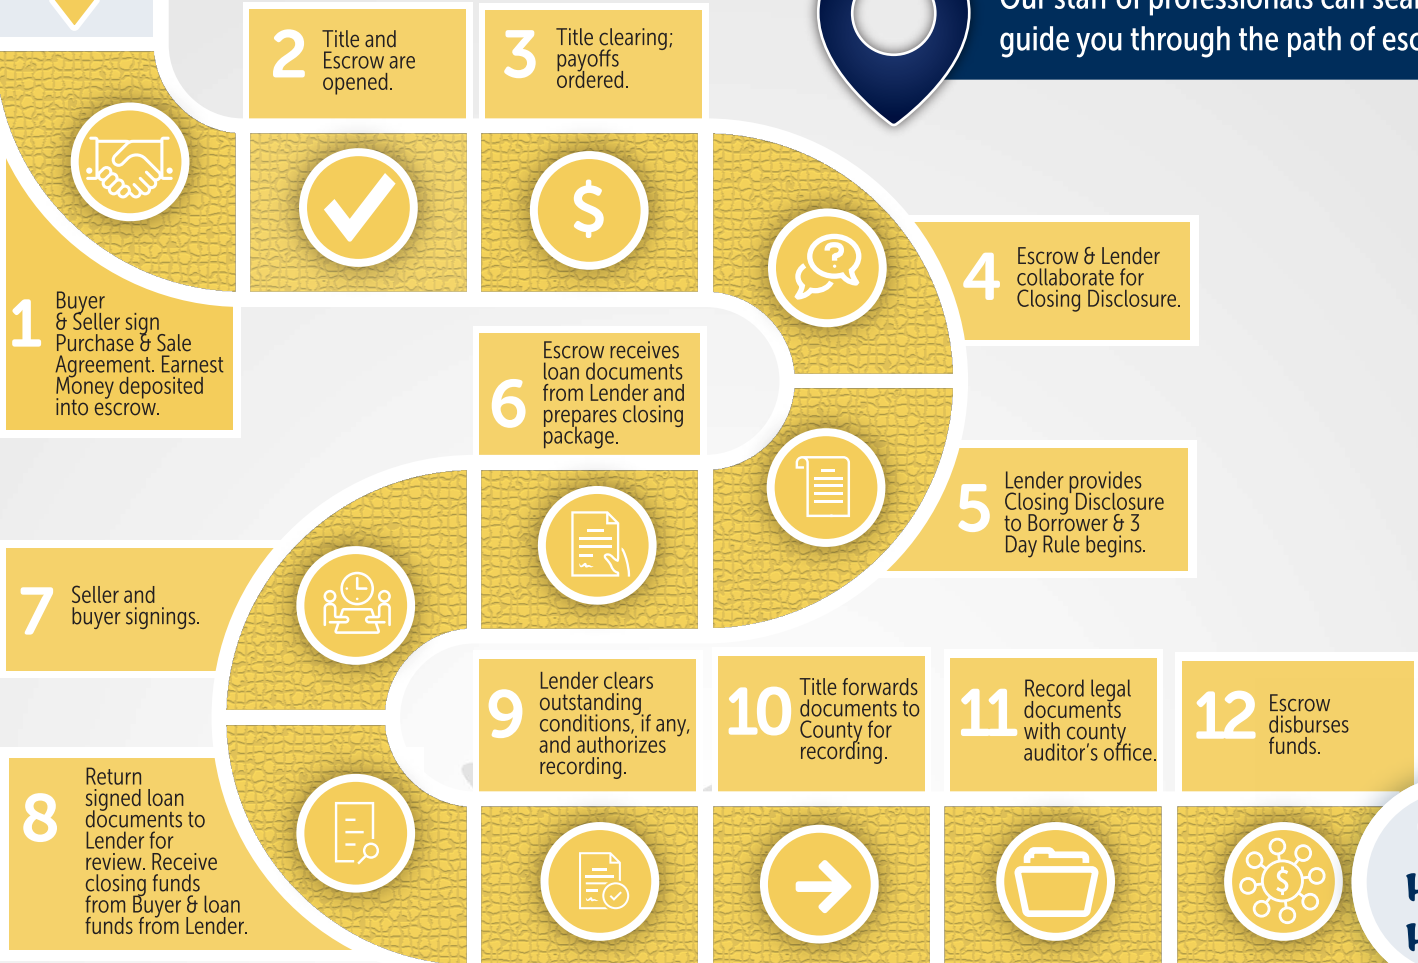 Our staff of professionals can
guide you through the path of
2
Title and
Escrow are
opened.
3
Title clearing;
payoffs
ordered.
$
?
4
Escrow & Lender
collaborate for
Closing Disclosure.
1
Buyer
& Seller sign
Purchase & Sale
Agreement. Earnest
Money deposited
into escrow.
6
Escrow receives
loan documents
from Lender and
prepares closing
package.
5
Lender provides
Closing Disclosure
to Borrower & 3
Day Rule begins.
7
Seller and
buyer signings.
9
Lender clears
outstanding
conditions, if any,
and authorizes
recording.
10
Title forwards
documents to
County for
recording.
11
Record legal
documents
with county
auditor's office.
12
Escrow
disburses
funds.
8
Return
signed loan
documents to
Lender for
review. Receive
closing funds
from Buyer & loan
funds from Lender.
$